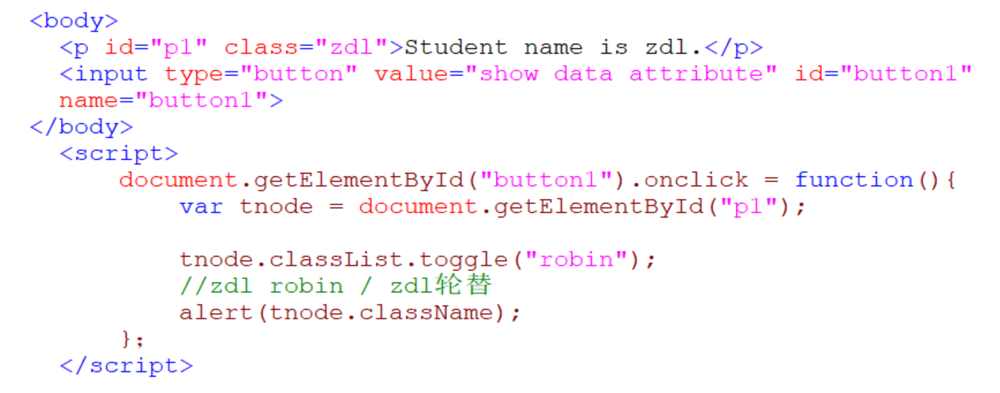 <body>
<p id="p1" class="zdl">Student name is zdl.</p>
<input type="button" value="show data attribute" id="button1"
name="button1">
</body>
<script>
document.getElementById("button1").onclick = function(){
var tnode = document.getElementById("p1");
tnode.classList.toggle("robin");
//zdl robin / zdl轮替
alert(tnode.className);
};
</script>